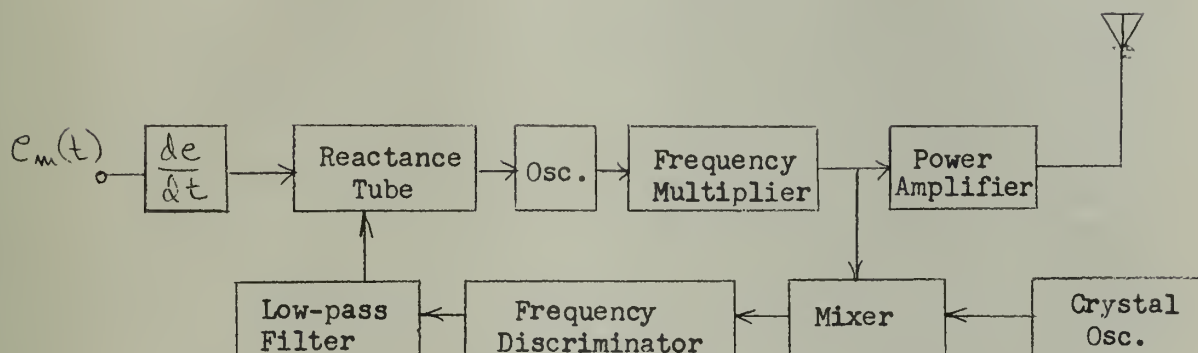 e_m(t)
de
dt
Reactance
Tube
Osc.
Frequency
Multiplier
Power
Amplifier
Low-pass
Filter
Frequency
Discriminator
Mixer
Crystal
Osc.